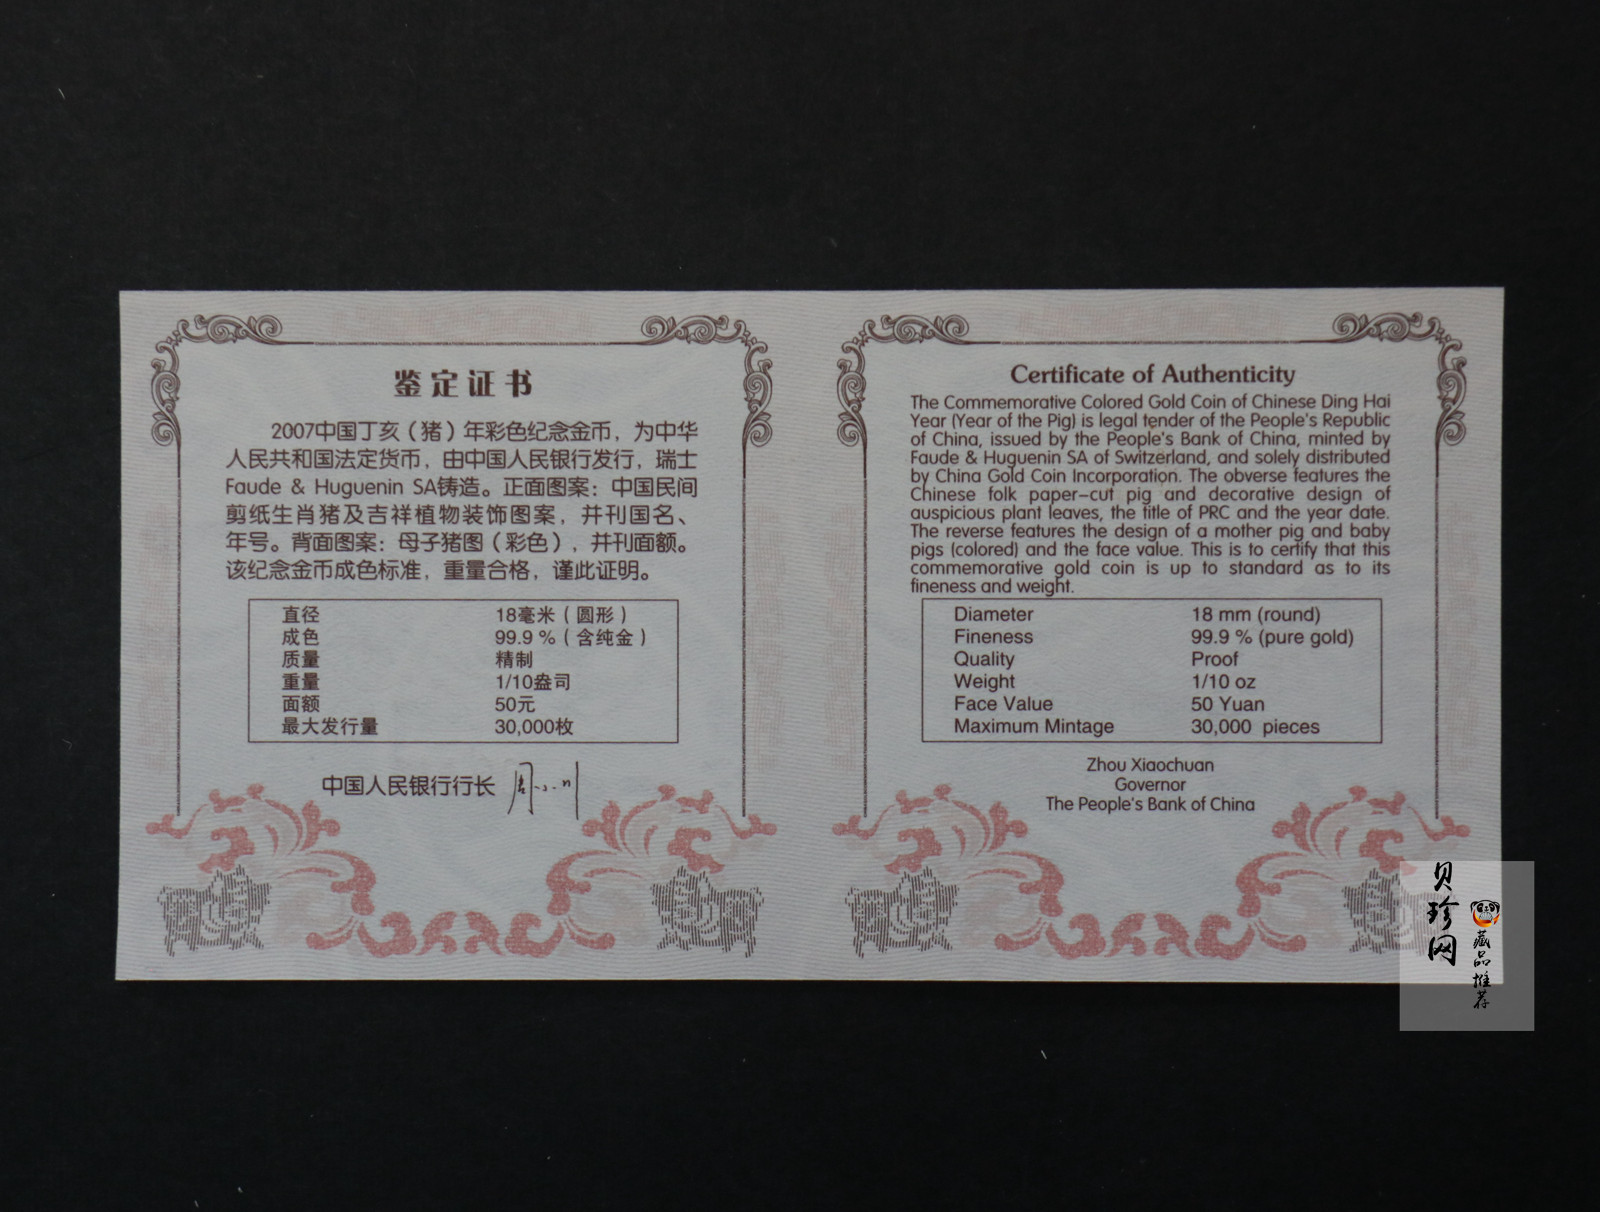 鉴定证书
2007中国丁亥（猪）年彩色纪念金币，为中华
人民共和国法定货币，由中国人民银行发行，瑞士
Faude & Huguenin SA铸造。正面图案：中国民间
剪纸生肖猪及吉祥植物装饰图案，并刊国名、
年号。背面图案：母子猪图（彩色），并刊面额。
该纪念金币成色标准，重量合格，谨此证明。
直径 18毫米（圆形）
成色 99.9 %（含纯金）
质量 精制
重量 1/10盎司
面额 50元
最大发行量 30,000枚
中国人民银行行长 周小川
Certificate of Authenticity
The Commemorative Colored Gold Coin of Chinese Ding Hai
Year (Year of the Pig) is legal tender of the People's Republic
of China, issued by the People's Bank of China, minted by
Faude & Huguenin SA of Switzerland, and solely distributed
by China Gold Coin Incorporation. The obverse features the
Chinese folk paper-cut pig and decorative design of
auspicious plant leaves, the title of PRC and the year date.
The reverse features the design of a mother pig and baby
pigs (colored) and the face value. This is to certify that this
commemorative gold coin is up to standard as to its
fineness and weight.
Diameter 18 mm (round)
Fineness 99.9 % (pure gold)
Quality Proof
Weight 1/10 oz
Face Value 50 Yuan
Maximum Mintage 30,000 pieces
Zhou Xiaochuan
Governor
The People's Bank of China
贝珍网
藏品推荐